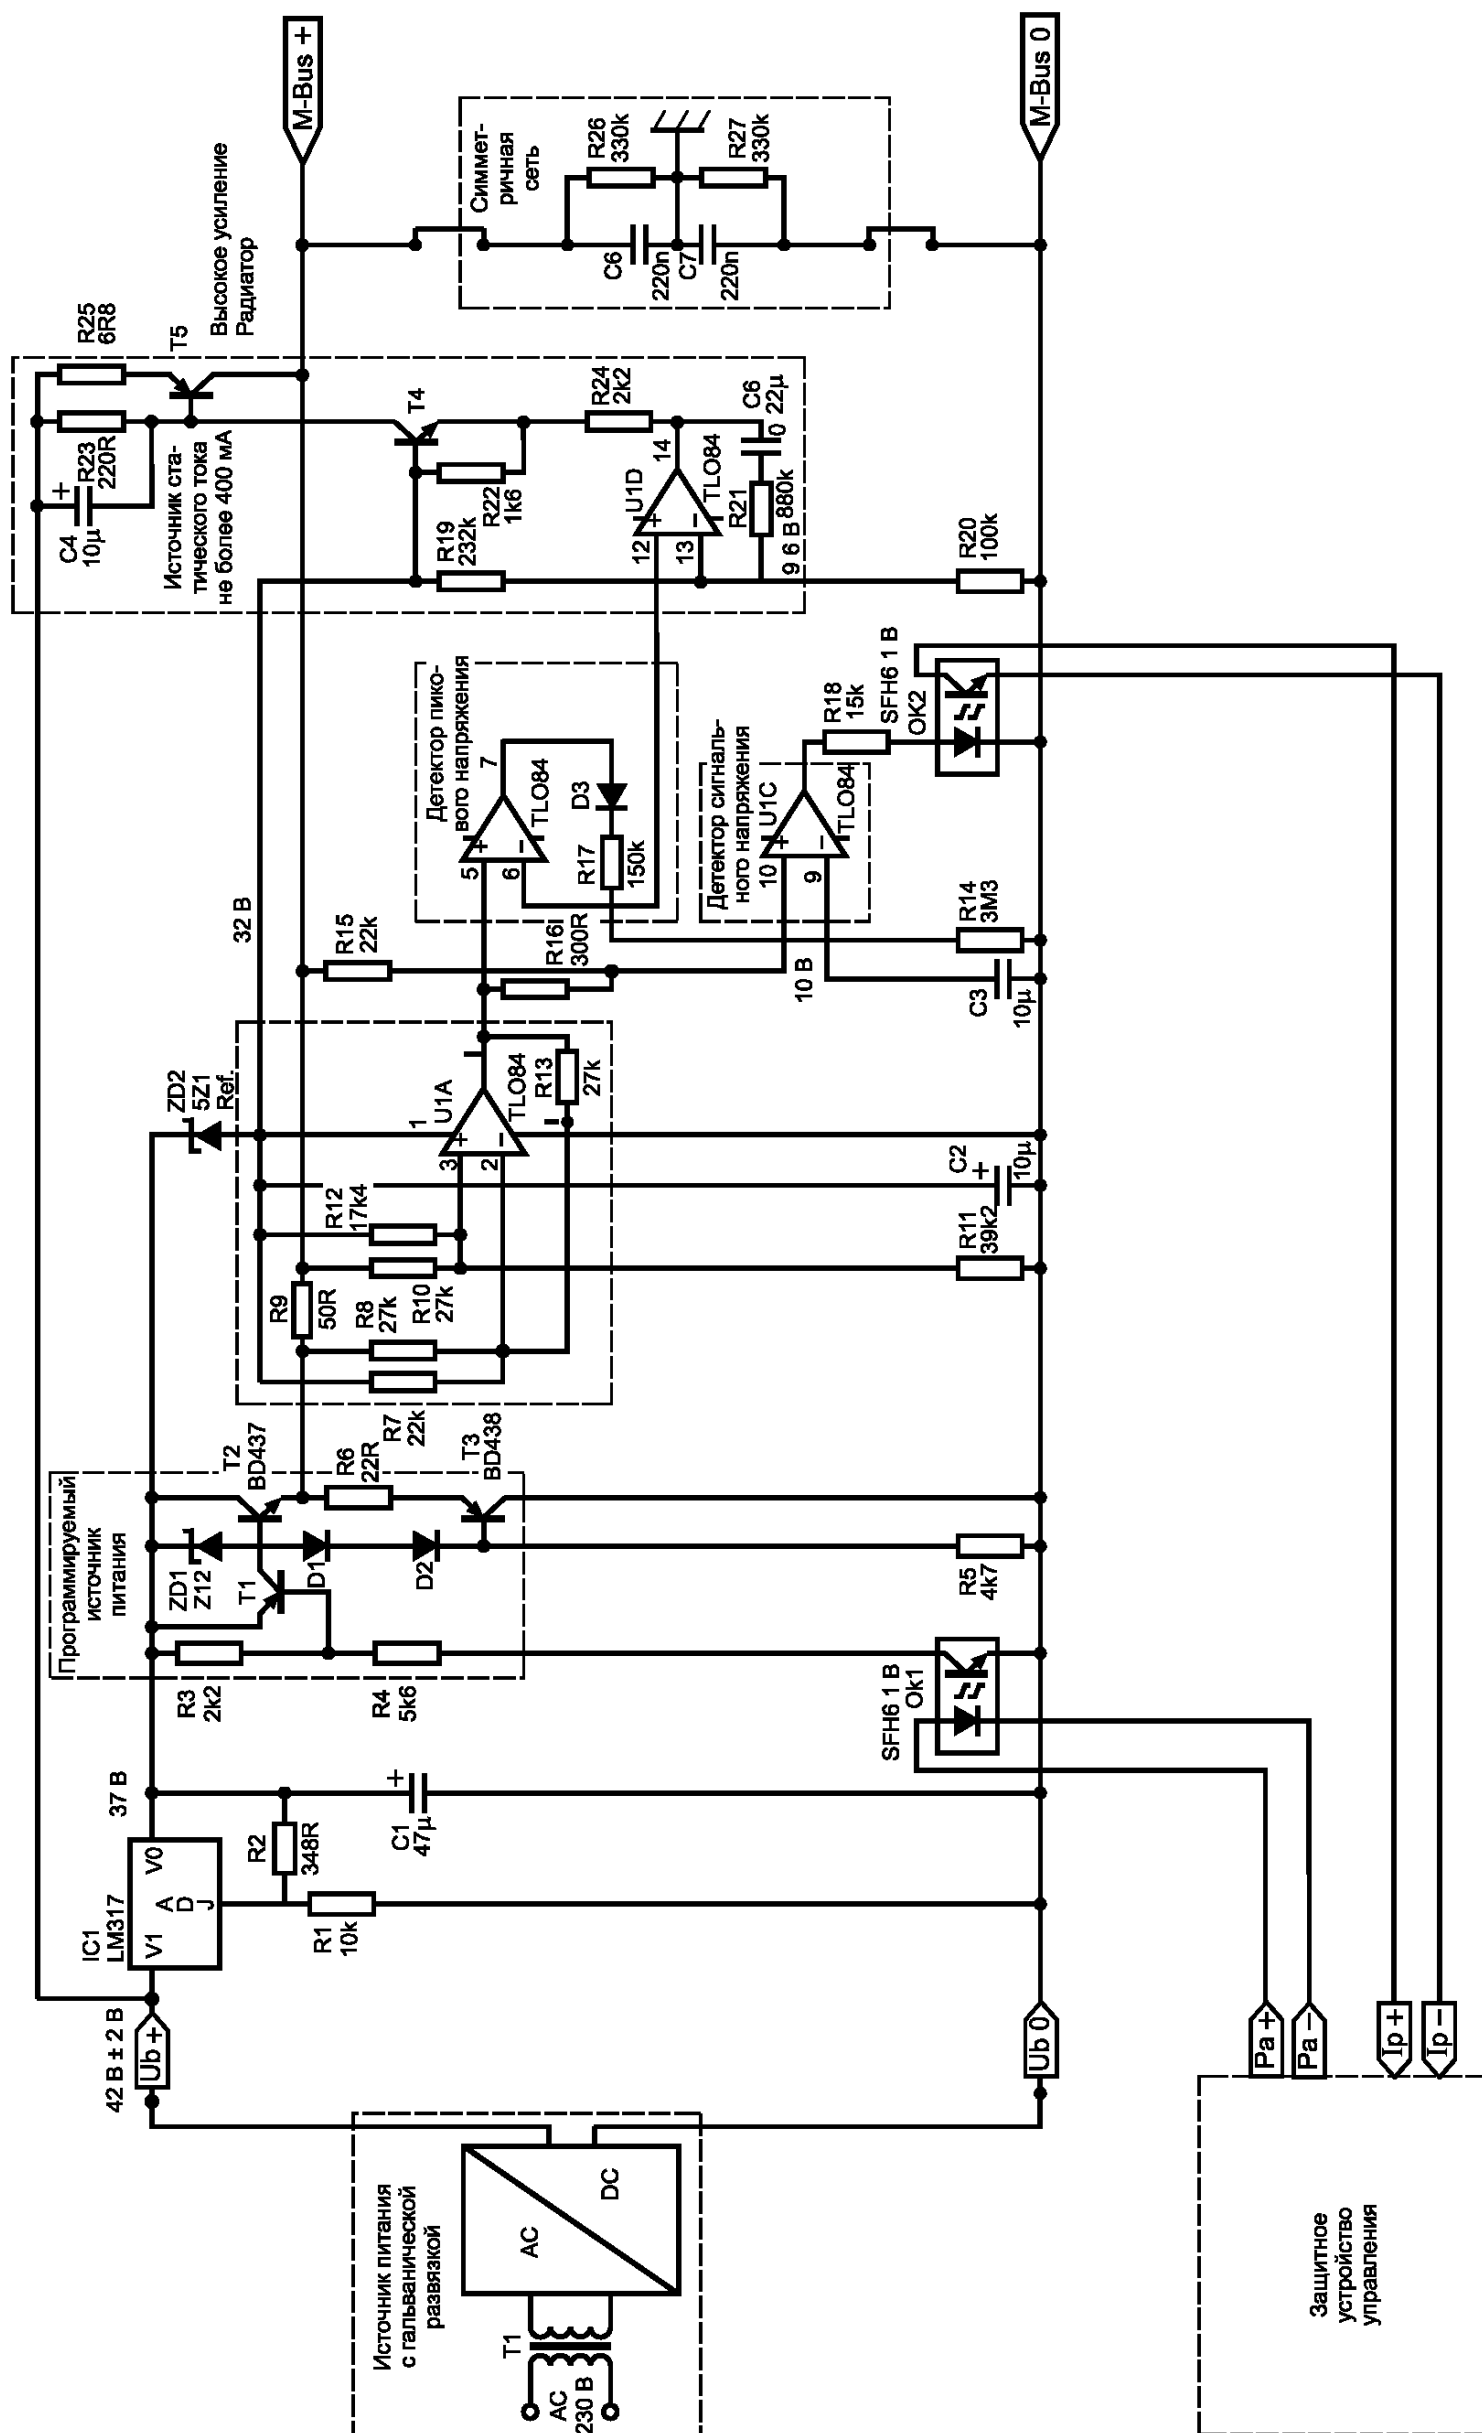 M-Bus +
M-Bus 0
Высокое усиление
Радиатор
Симмет-
ричная
сеть
R26
330k
R27
330k
C6
220n
C7
220n
R25
6R8
T5
R23
220R
C4
10µ
+
Источник ста-
тического тока
не более 400 мА
T4
R24
2k2
R22
1k6
R19
232k
U1D
TLO84
12
13
14
+
−
C6
0 22µ
R21
880k
9 6 В
R20
100k
Детектор пико-
вого напряжения
5
6
7
+
−
TLO84
D3
R17
150k
Детектор сигналь-
ного напряжения
U1C
TLO84
10
9
+
−
R18
15k
SFH6 1 В
OK2
32 В
R15
22k
R16
300R
10 В
R14
3M3
C3
10µ
ZD2
5Z1
Ref.
1
U1A
TLO84
3
2
+
−
R13
27k
R12
17k4
C2
10µ
+
R11
39k2
R9
50R
R8
27k
R10
27k
R7
22k
Программируемый
источник
питания
T2
BD437
R6
22R
T3
BD438
ZD1
Z12
T1
D1
D2
R5
4k7
R3
2k2
R4
5k6
SFH6 1 В
Ok1
37 В
R2
348R
C1
47µ
+
IC1
LM317
V1
V0
A
D
J
R1
10k
42 В ± 2 В
Ub +
Ub 0
Pa +
Pa −
Ip +
Ip −
Источник питания
с гальванической
развязкой
AC
DC
T1
AC
230 В
Защитное
устройство
управления